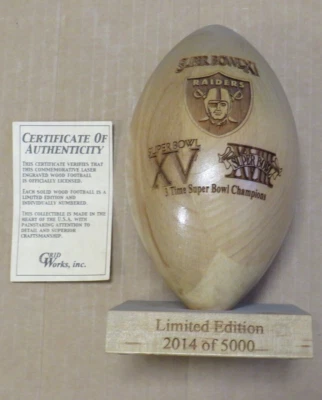 CERTIFICATE OF
AUTHENTICITY
THIS CERTIFICATE VERIFIES THAT
THIS COMMEMORATIVE LASER
ENGRAVED WOOD FOOTBALL
IS OFFICIALLY LICENSED.
EACH SOLID WOOD FOOTBALL IS A
LIMITED EDITION AND
INDIVIDUALLY NUMBERED.
THIS COLLECTIBLE IS MADE IN THE
HEART OF THE U.S.A. WITH
PAINSTAKING ATTENTION TO
DETAIL AND SUPERIOR
CRAFTSMANSHIP.
Works, inc.
SUPER BOWL XI
RAIDERS
SUPER BOWL
XV
XVIII
Time Super Bowl Champions
Limited Edition
2014 of 5000